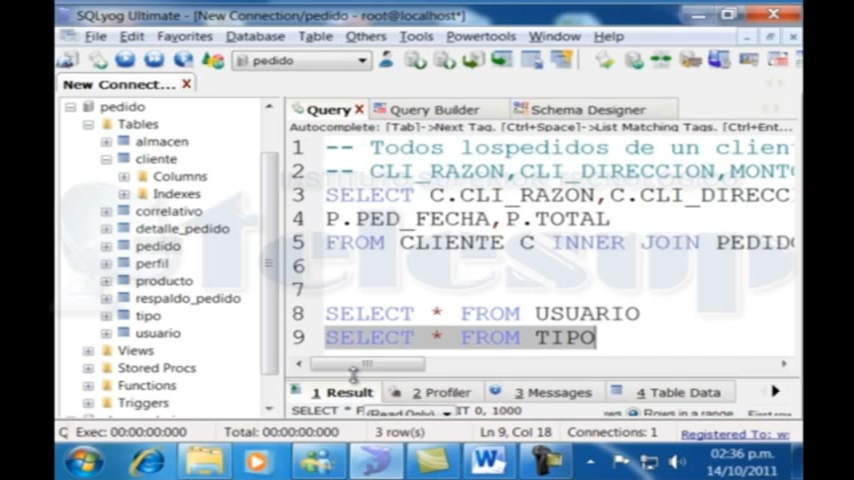 SQLyog Ultimate - [New Connection/pedido - root@localhost*]
File Edit Favorites Database Table Others Tools Powertools Window Help
pedido
New Connect... X
pedido
Tables
almacen
cliente
Columns
Indexes
correlativo
detalle_pedido
pedido
perfil
producto
respaldo_pedido
tipo
usuario
Views
Stored Procs
Functions
Triggers
Query X Query Builder Schema Designer
Autocomplete: [Tab]->Next Tag. [Ctrl+Space]->List Matching Tags. [Ctrl+Ent...
1 -- Todos lospedidos de un clien
2 -- CLI_RAZON,CLI_DIRECCION,MONTO
3 SELECT C.CLI_RAZON,C.CLI_DIRECC
4 P.PED_FECHA,P.TOTAL
5 FROM CLIENTE C INNER JOIN PEDIDO
6
7
8 SELECT * FROM USUARIO
9 SELECT * FROM TIPO
1 Result 2 Profiler 3 Messages 4 Table Data
SELECT * F (Read Only) IT 0, 1000 ws Rows in a range
Exec: 00:00:00:000 Total: 00:00:00:000 3 row(s) Ln 9, Col 18 Connections: 1 Registered To: w
02:36 p.m.
14/10/2011
telesup